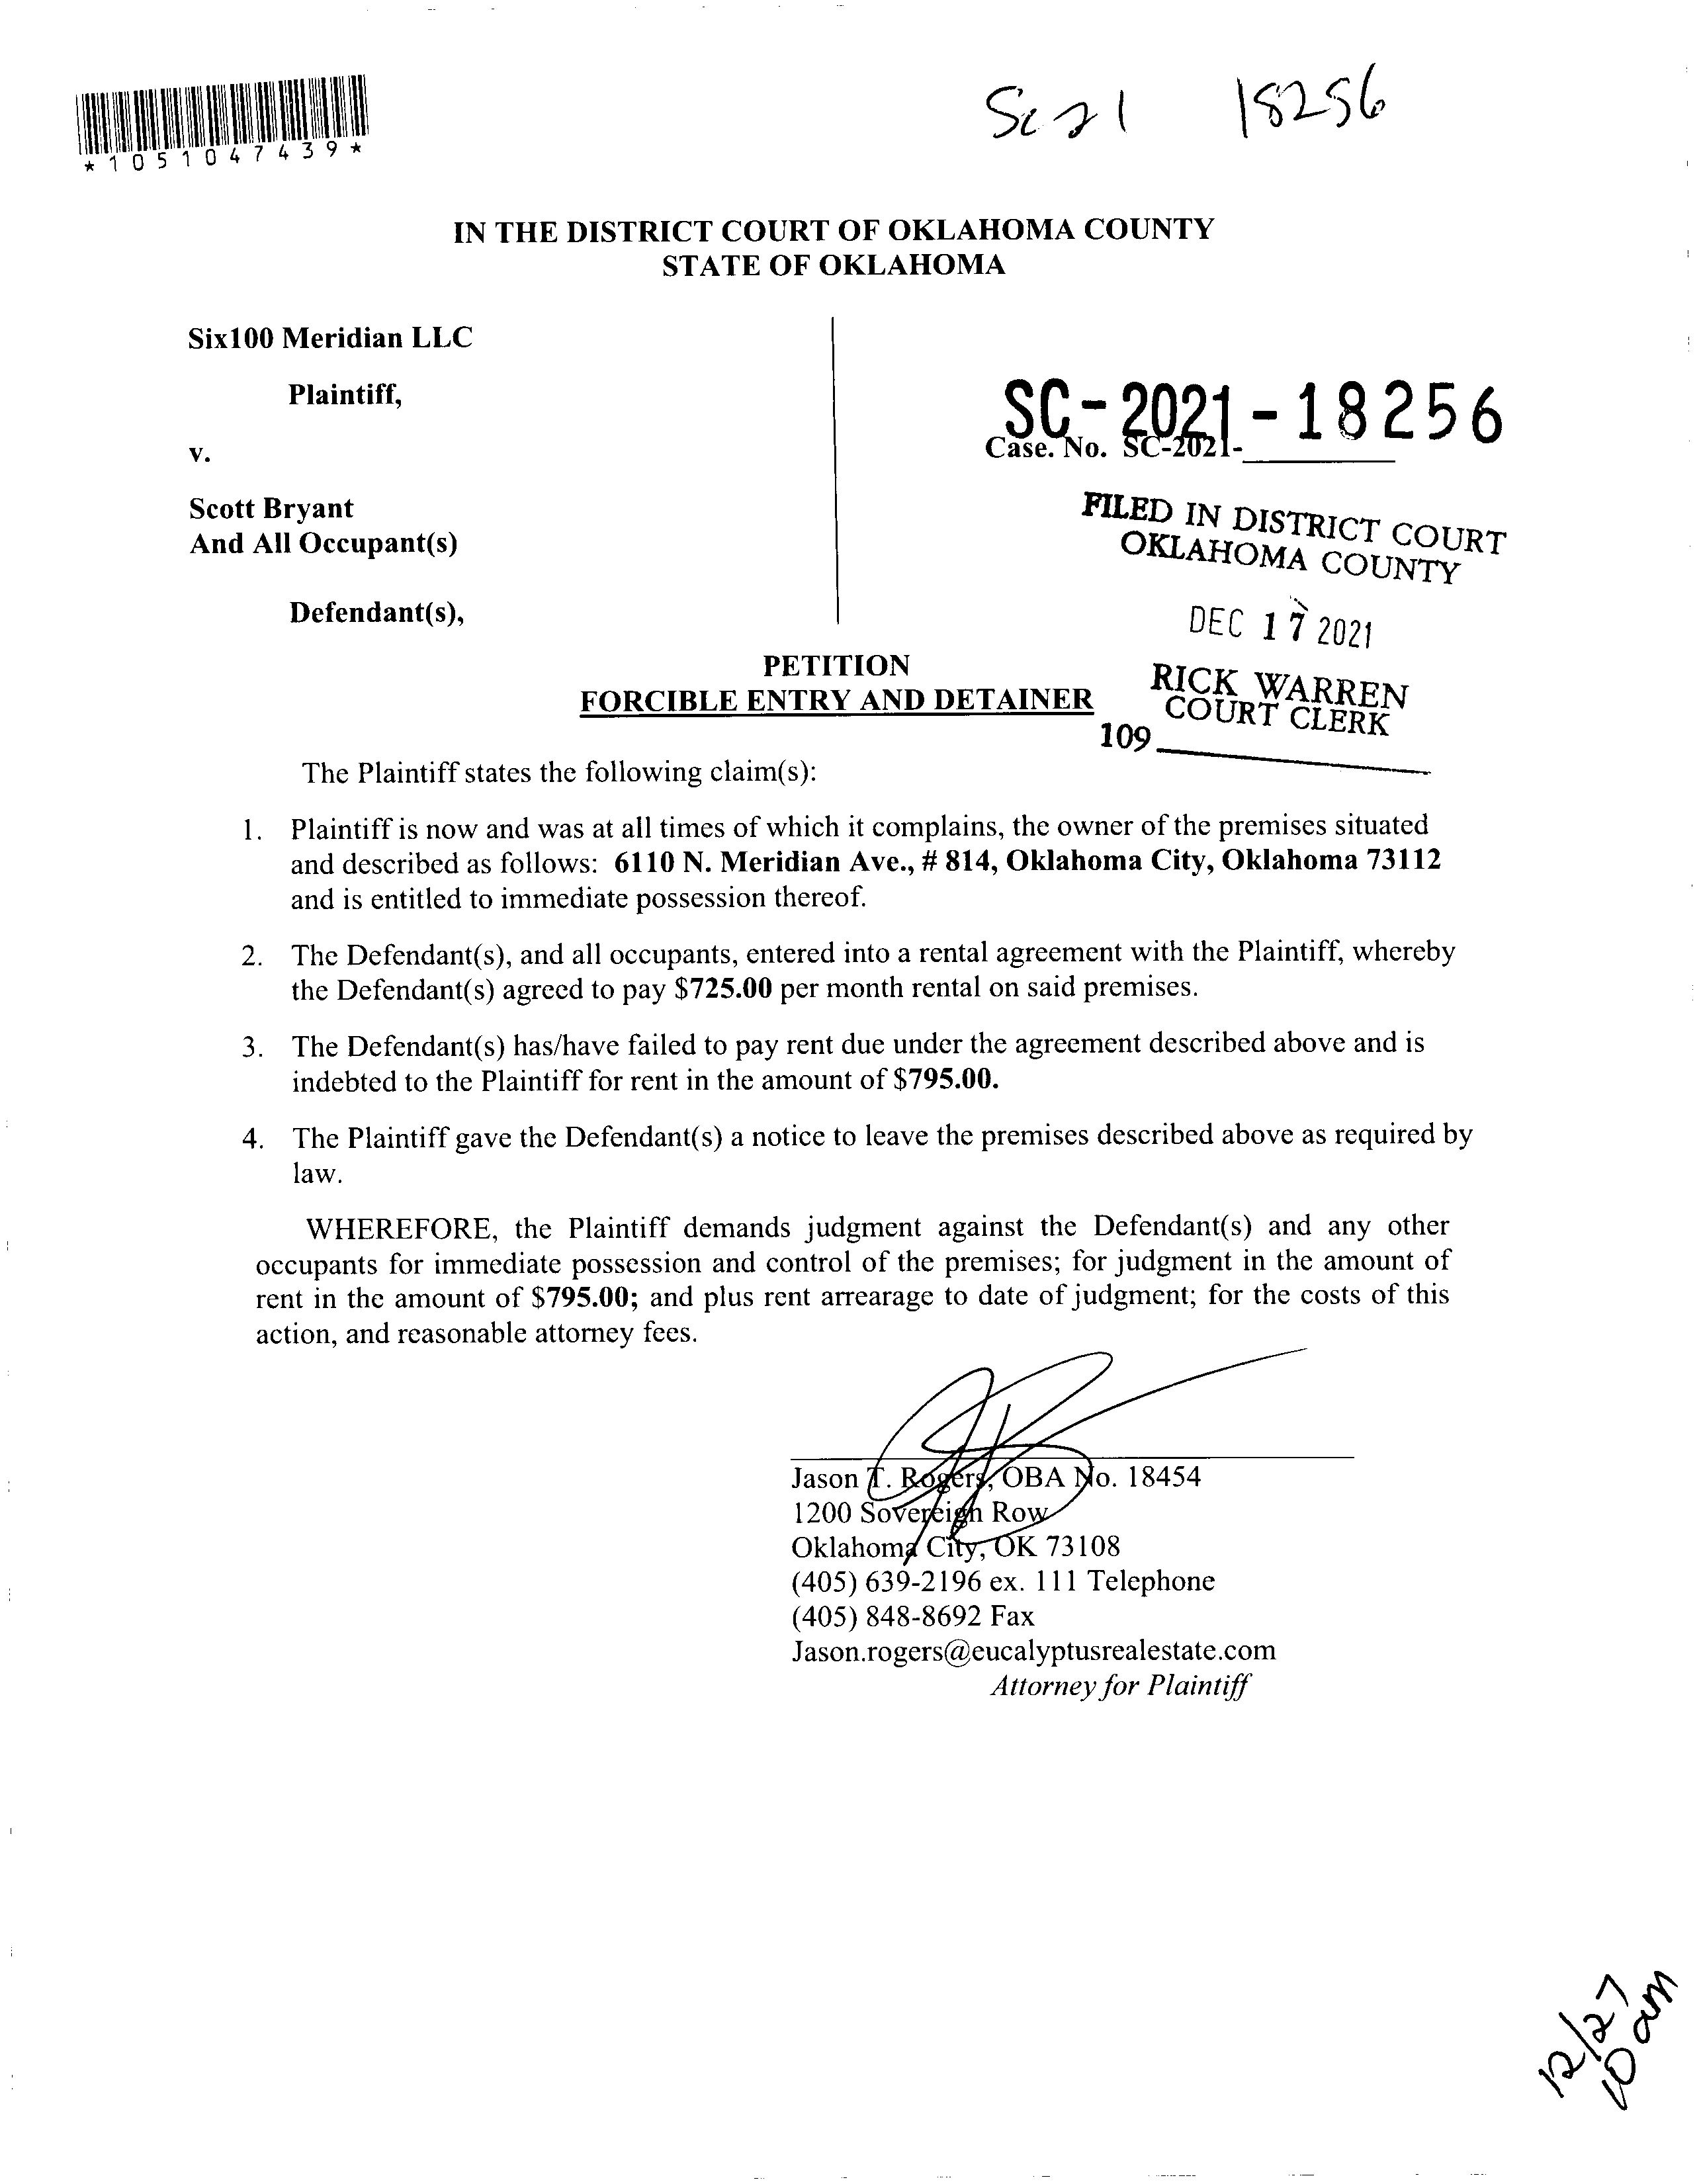 Sc 21 18256
*1051047439*
IN THE DISTRICT COURT OF OKLAHOMA COUNTY
STATE OF OKLAHOMA
Six100 Meridian LLC
Plaintiff,
v.
Scott Bryant
And All Occupant(s)
Defendant(s),
SC-2021-18256
Case. No. SC-2021-
FILED IN DISTRICT COURT
OKLAHOMA COUNTY
DEC 17 2021
RICK WARREN
COURT CLERK
109
PETITION
FORCIBLE ENTRY AND DETAINER
The Plaintiff states the following claim(s):
1. Plaintiff is now and was at all times of which it complains, the owner of the premises situated
and described as follows: 6110 N. Meridian Ave., # 814, Oklahoma City, Oklahoma 73112
and is entitled to immediate possession thereof.
2. The Defendant(s), and all occupants, entered into a rental agreement with the Plaintiff, whereby
the Defendant(s) agreed to pay $725.00 per month rental on said premises.
3. The Defendant(s) has/have failed to pay rent due under the agreement described above and is
indebted to the Plaintiff for rent in the amount of $795.00.
4. The Plaintiff gave the Defendant(s) a notice to leave the premises described above as required by
law.
WHEREFORE, the Plaintiff demands judgment against the Defendant(s) and any other
occupants for immediate possession and control of the premises; for judgment in the amount of
rent in the amount of $795.00; and plus rent arrearage to date of judgment; for the costs of this
action, and reasonable attorney fees.
Jason T. Rogers, OBA No. 18454
1200 Sovereign Row
Oklahoma City, OK 73108
(405) 639-2196 ex. 111 Telephone
(405) 848-8692 Fax
Jason.rogers@eucalyptusrealestate.com
Attorney for Plaintiff
12/27
10 am